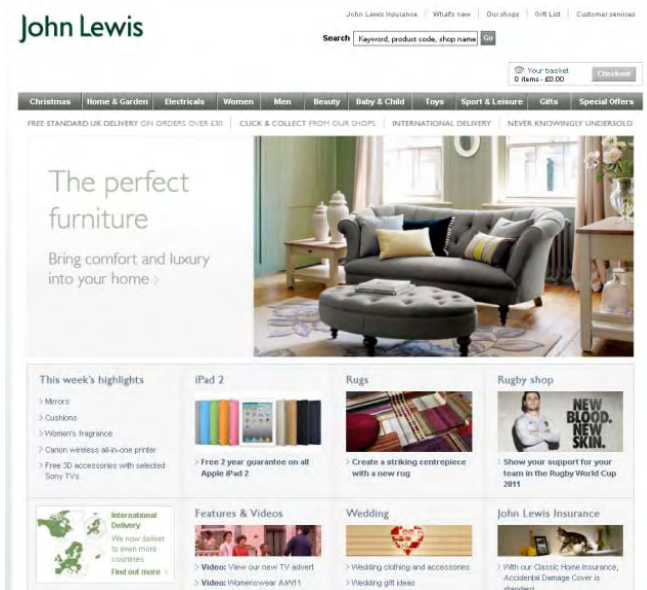 John Lewis Insurance | What's new | Our shops | Gift List | Customer services
John Lewis
Search Keyword, product code, shop name Go
Your basket
0 items - £0.00
Checkout
Christmas Home & Garden Electricals Women Men Beauty Baby & Child Toys Sport & Leisure Gifts Special Offers
FREE STANDARD UK DELIVERY ON ORDERS OVER £30 | CLICK & COLLECT FROM OUR SHOPS | INTERNATIONAL DELIVERY | NEVER KNOWINGLY UNDERSOLD
The perfect
furniture
Bring comfort and luxury
into your home >
This week's highlights
> Mirrors
> Cushions
> Women's fragrance
> Canon wireless all-in-one printer
> Free 3D accessories with selected
Sony TVs
iPad 2
> Free 2 year guarantee on all
Apple iPad 2
Rugs
> Create a striking centrepiece
with a new rug
Rugby shop
NEW
BLOOD.
NEW
SKIN.
> Show your support for your
team in the Rugby World Cup
2011
International
Delivery
We now deliver
to even more
countries
Find out more >
Features & Videos
> Video: View our new TV advert
> Video: Womenswear AW11
Wedding
> Wedding clothing and accessories
> Wedding gift ideas
John Lewis Insurance
> With our Classic Home Insurance,
Accidental Damage Cover is
standard